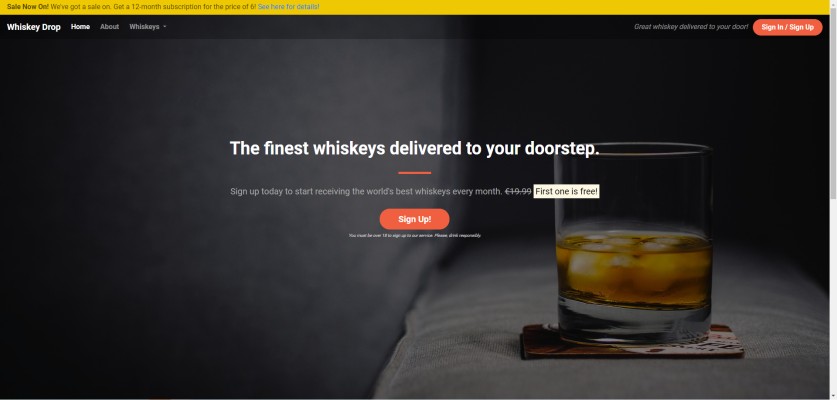 Sale Now On! We've got a sale on. Get a 12-month subscription for the price of 6! See here for details!
Whiskey Drop Home About Whiskeys Great whiskey delivered to your door! Sign In / Sign Up
The finest whiskeys delivered to your doorstep.
Sign up today to start receiving the world's best whiskeys every month. €19.99 First one is free!
Sign Up!
You must be over 18 to sign up to our service. Please, drink responsibly.